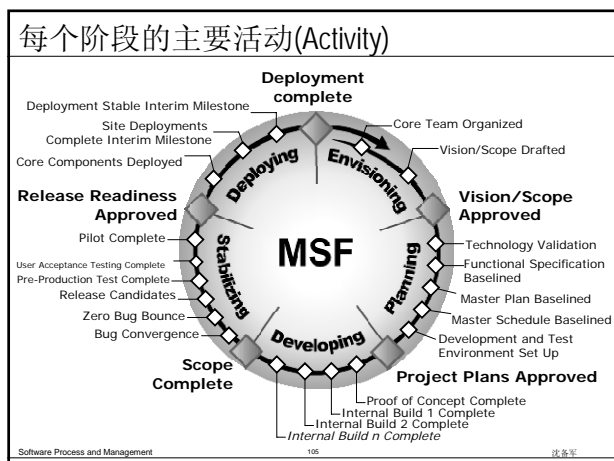 每个阶段的主要活动(Activity)
Deployment
complete
Deployment Stable Interim Milestone
Site Deployments
Complete Interim Milestone
Core Components Deployed
Core Team Organized
Vision/Scope Drafted
Deploying
Envisioning
Release Readiness
Approved
Vision/Scope
Approved
Pilot Complete
User Acceptance Testing Complete
Pre-Production Test Complete
Release Candidates
Zero Bug Bounce
Bug Convergence
Stabilizing
MSF
Planning
Technology Validation
Functional Specification
Baselined
Master Plan Baselined
Master Schedule Baselined
Development and Test
Environment Set Up
Developing
Scope
Complete
Project Plans Approved
Proof of Concept Complete
Internal Build 1 Complete
Internal Build 2 Complete
Internal Build n Complete
Software Process and Management
105
沈备军